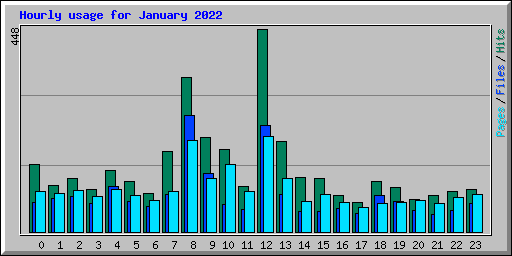 Hourly usage for January 2022
448
Pages / Files / Hits
0 1 2 3 4 5 6 7 8 9 10 11 12 13 14 15 16 17 18 19 20 21 22 23